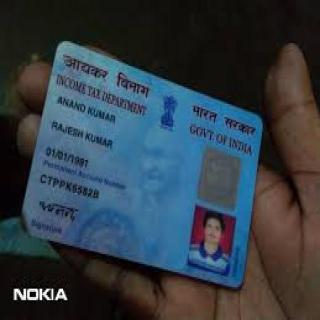 आयकर विभाग
INCOME TAX DEPARTMENT
भारत सरकार
GOVT. OF INDIA
ANAND KUMAR
RAJESH KUMAR
01/01/1991
Permanent Account Number
CTPPK6582B
Signature
NOKIA